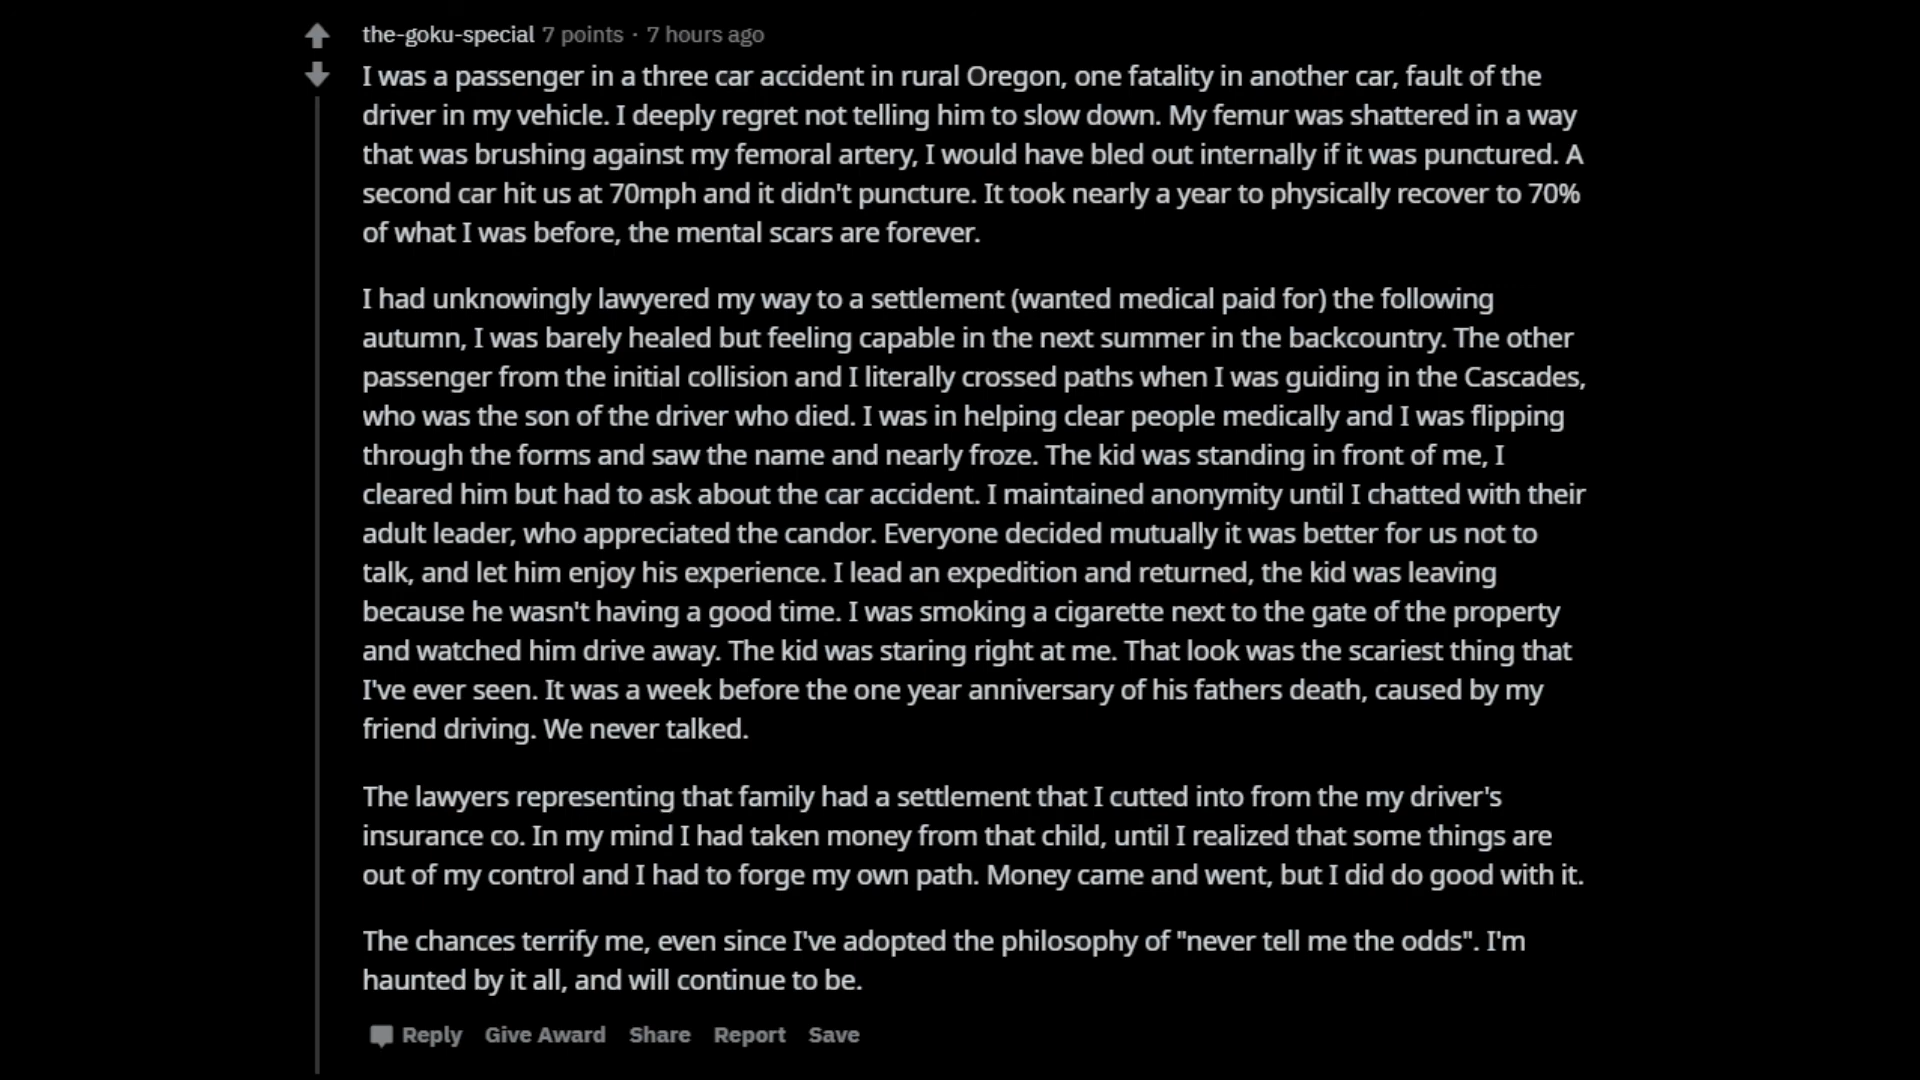 the-goku-special 7 points · 7 hours ago
I was a passenger in a three car accident in rural Oregon, one fatality in another car, fault of the
driver in my vehicle. I deeply regret not telling him to slow down. My femur was shattered in a way
that was brushing against my femoral artery, I would have bled out internally if it was punctured. A
second car hit us at 70mph and it didn't puncture. It took nearly a year to physically recover to 70%
of what I was before, the mental scars are forever.
I had unknowingly lawyered my way to a settlement (wanted medical paid for) the following
autumn, I was barely healed but feeling capable in the next summer in the backcountry. The other
passenger from the initial collision and I literally crossed paths when I was guiding in the Cascades,
who was the son of the driver who died. I was in helping clear people medically and I was flipping
through the forms and saw the name and nearly froze. The kid was standing in front of me, I
cleared him but had to ask about the car accident. I maintained anonymity until I chatted with their
adult leader, who appreciated the candor. Everyone decided mutually it was better for us not to
talk, and let him enjoy his experience. I lead an expedition and returned, the kid was leaving
because he wasn't having a good time. I was smoking a cigarette next to the gate of the property
and watched him drive away. The kid was staring right at me. That look was the scariest thing that
I've ever seen. It was a week before the one year anniversary of his fathers death, caused by my
friend driving. We never talked.
The lawyers representing that family had a settlement that I cutted into from the my driver's
insurance co. In my mind I had taken money from that child, until I realized that some things are
out of my control and I had to forge my own path. Money came and went, but I did do good with it.
The chances terrify me, even since I've adopted the philosophy of "never tell me the odds". I'm
haunted by it all, and will continue to be.
Reply Give Award Share Report Save